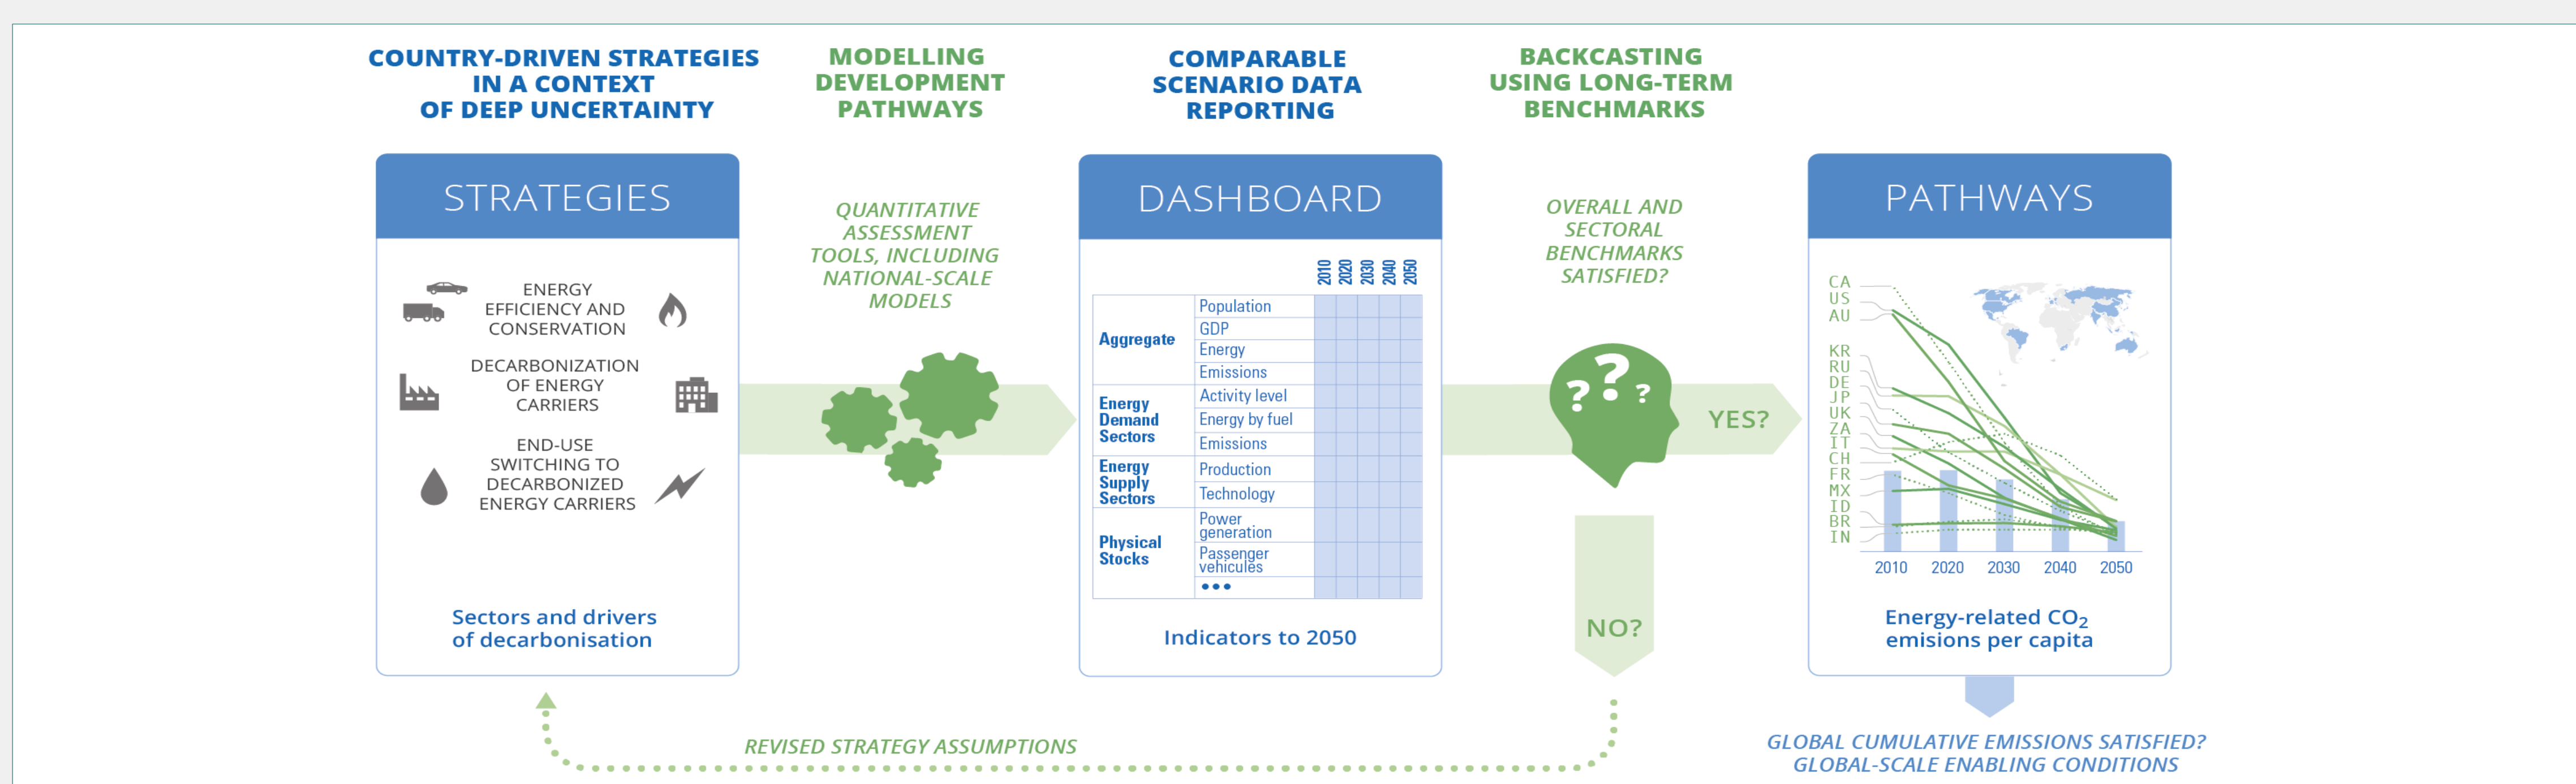 COUNTRY-DRIVEN STRATEGIES
IN A CONTEXT
OF DEEP UNCERTAINTY
MODELLING
DEVELOPMENT
PATHWAYS
COMPARABLE
SCENARIO DATA
REPORTING
BACKCASTING
USING LONG-TERM
BENCHMARKS
STRATEGIES
ENERGY
EFFICIENCY AND
CONSERVATION
DECARBONIZATION
OF ENERGY
CARRIERS
END-USE
SWITCHING TO
DECARBONIZED
ENERGY CARRIERS
Sectors and drivers
of decarbonisation
QUANTITATIVE
ASSESSMENT
TOOLS, INCLUDING
NATIONAL-SCALE
MODELS
DASHBOARD
2010 2020 2030 2040 2050
Aggregate
Population
GDP
Energy
Emissions
Energy
Demand
Sectors
Activity level
Energy by fuel
Emissions
Energy
Supply
Sectors
Production
Technology
Physical
Stocks
Power
generation
Passenger
vehicules
•••
Indicators to 2050
OVERALL AND
SECTORAL
BENCHMARKS
SATISFIED?
? ? ?
YES?
NO?
PATHWAYS
CA
US
AU
KR
RU
DE
JP
UK
ZA
IT
CH
FR
MX
ID
BR
IN
2010 2020 2030 2040 2050
Energy-related CO2
emisions per capita
REVISED STRATEGY ASSUMPTIONS
GLOBAL CUMULATIVE EMISSIONS SATISFIED?
GLOBAL-SCALE ENABLING CONDITIONS